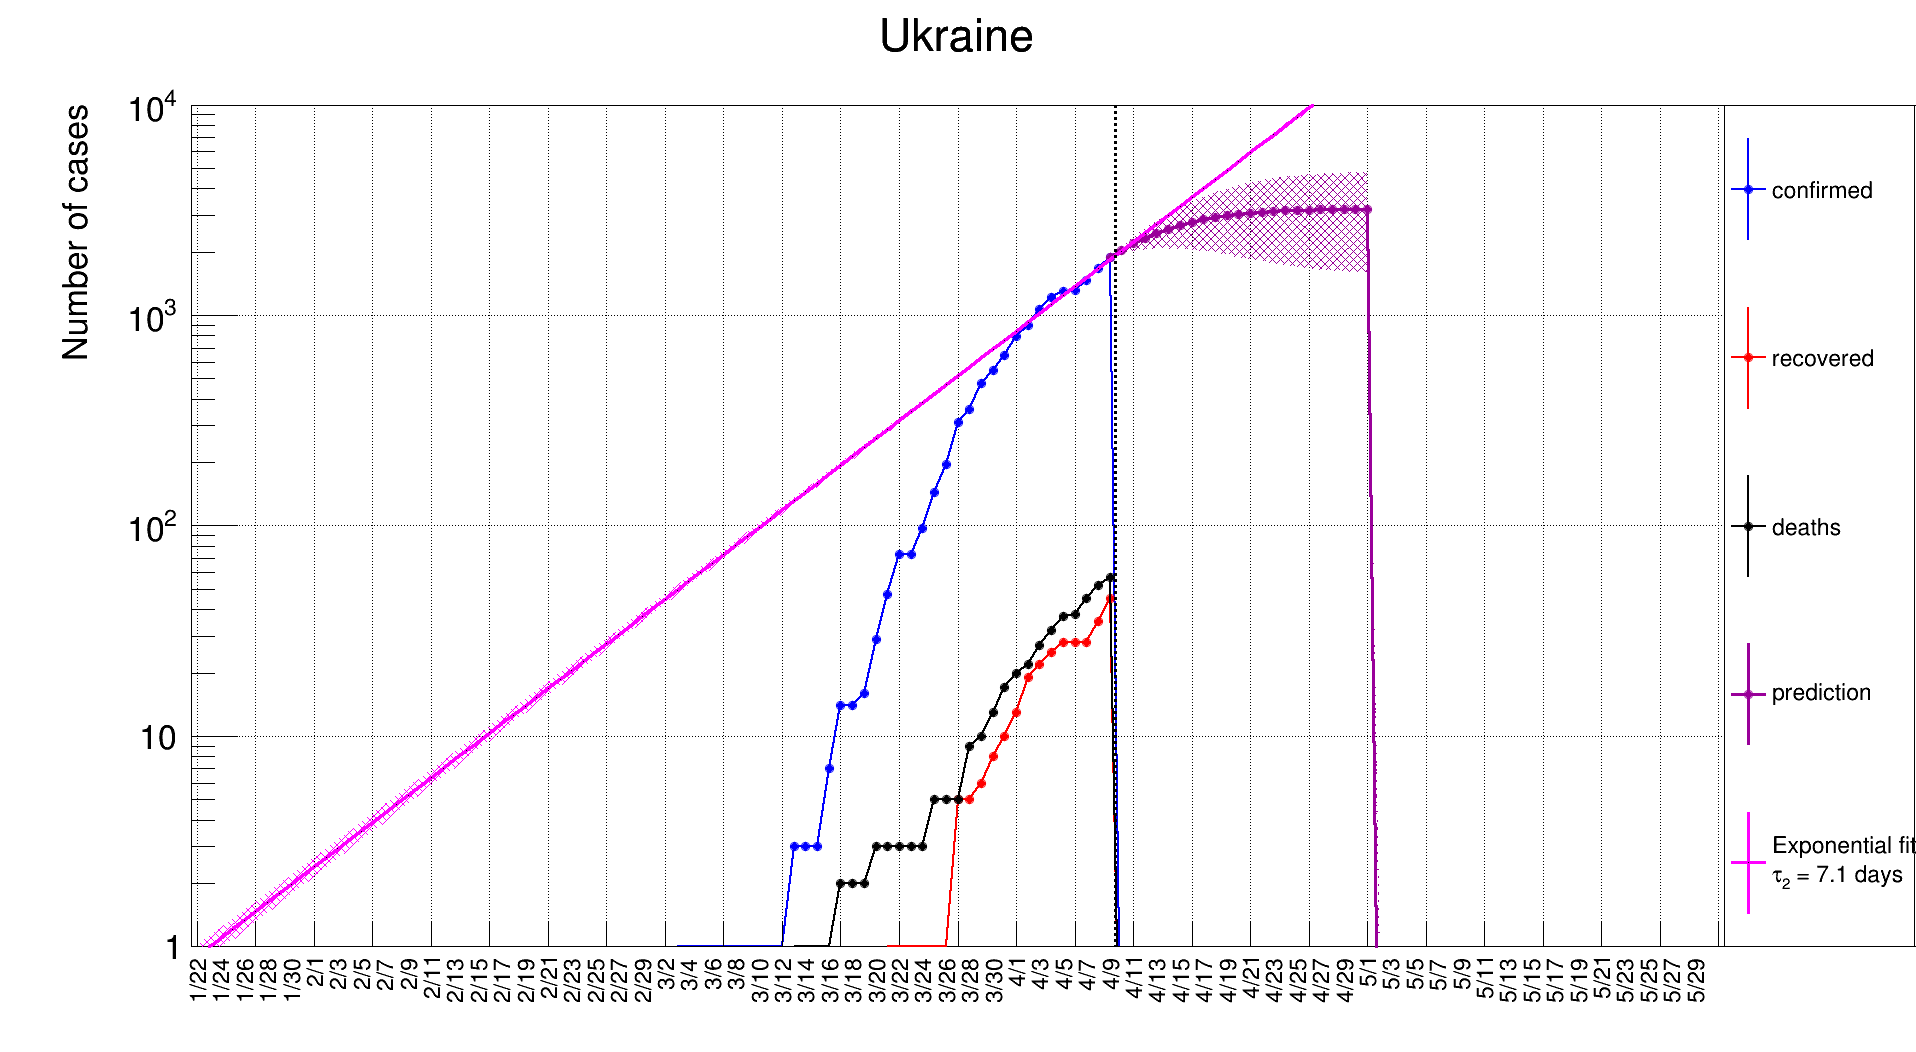 Ukraine
Number of cases
10⁴
10³
10²
10
1
1/22 1/24 1/26 1/28 1/30 2/1 2/3 2/5 2/7 2/9 2/11 2/13 2/15 2/17 2/19 2/21 2/23 2/25 2/27 2/29 3/2 3/4 3/6 3/8 3/10 3/12 3/14 3/16 3/18 3/20 3/22 3/24 3/26 3/28 3/30 4/1 4/3 4/5 4/7 4/9 4/11 4/13 4/15 4/17 4/19 4/21 4/23 4/25 4/27 4/29 5/1 5/3 5/5 5/7 5/9 5/11 5/13 5/15 5/17 5/19 5/21 5/23 5/25 5/27 5/29
confirmed
recovered
deaths
prediction
Exponential fit
τ₂ = 7.1 days